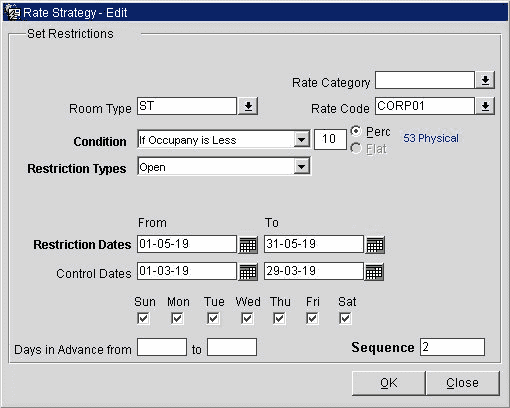 Rate Strategy - Edit
Set Restrictions
Rate Category
Room Type ST Rate Code CORP01
Condition If Occupany is Less 10 Perc 53 Physical
Flat
Restriction Types Open
From To
Restriction Dates 01-05-19 31-05-19
Control Dates 01-03-19 29-03-19
Sun Mon Tue Wed Thu Fri Sat
Days in Advance from to Sequence 2
OK Close